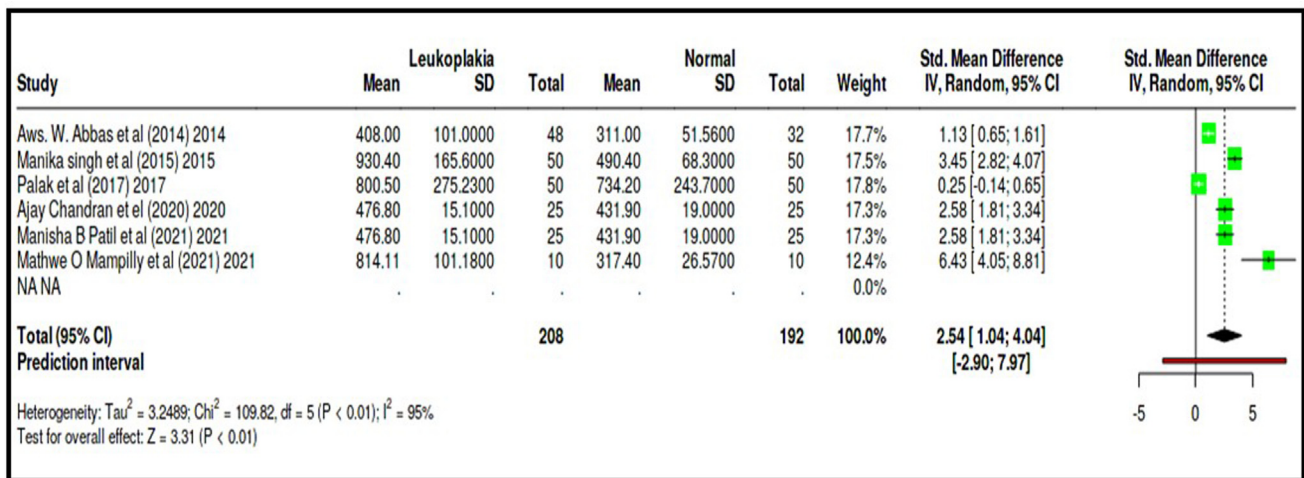 Leukoplakia Normal Std. Mean Difference Std. Mean Difference
Study Mean SD Total Mean SD Total Weight IV, Random, 95% CI IV, Random, 95% CI
Aws. W. Abbas et al (2014) 2014 408.00 101.0000 48 311.00 51.5600 32 17.7% 1.13 [ 0.65; 1.61]
Manika singh et al (2015) 2015 930.40 165.6000 50 490.40 68.3000 50 17.5% 3.45 [ 2.82; 4.07]
Palak et al (2017) 2017 800.50 275.2300 50 734.20 243.7000 50 17.8% 0.25 [-0.14; 0.65]
Ajay Chandran et el (2020) 2020 476.80 15.1000 25 431.90 19.0000 25 17.3% 2.58 [ 1.81; 3.34]
Manisha B Patil et al (2021) 2021 476.80 15.1000 25 431.90 19.0000 25 17.3% 2.58 [ 1.81; 3.34]
Mathwe O Mampilly et al (2021) 2021 814.11 101.1800 10 317.40 26.5700 10 12.4% 6.43 [ 4.05; 8.81]
NA NA . . . . . . 0.0%
Total (95% CI) 208 192 100.0% 2.54 [ 1.04; 4.04]
Prediction interval [-2.90; 7.97]
Heterogeneity: Tau² = 3.2489; Chi² = 109.82, df = 5 (P < 0.01); I² = 95%
Test for overall effect: Z = 3.31 (P < 0.01)
-5 0 5